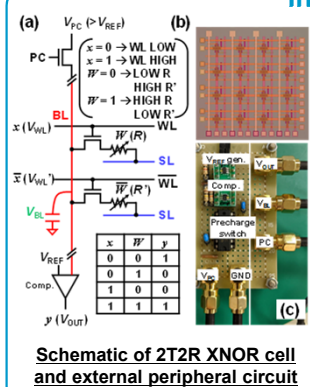 (a)
V_PC (> V_REF)
PC
x = 0 → WL LOW
x = 1 → WL HIGH
W = 0 → LOW R
HIGH R'
W = 1 → HIGH R
LOW R'
BL
x (V_WL)
WL
W (R)
SL
x̅ (V_WL')
W̅ (R')
W̅L̅
V_BL
SL
V_REF
Comp.
y (V_OUT)
x W y
0 0 1
0 1 0
1 0 0
1 1 1
(b)
V_REF gen.
V_OUT
Comp.
V_BL
Precharge
switch
PC
V_PC
GND
(c)
Schematic of 2T2R XNOR cell
and external peripheral circuit